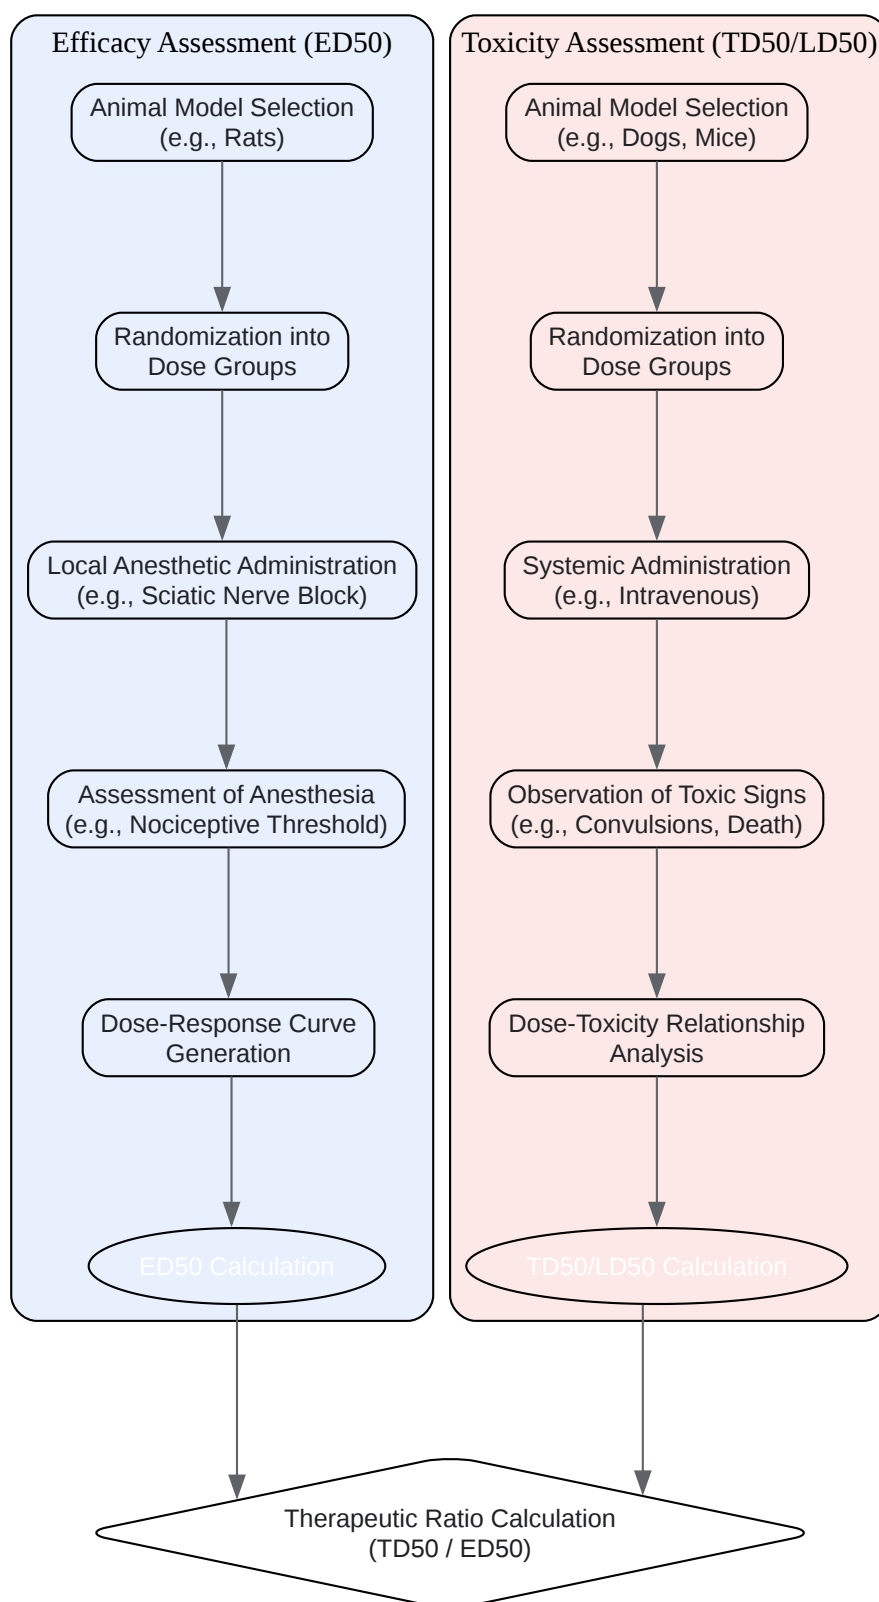 Efficacy Assessment (ED50)
Animal Model Selection
(e.g., Rats)
Randomization into
Dose Groups
Local Anesthetic Administration
(e.g., Sciatic Nerve Block)
Assessment of Anesthesia
(e.g., Nociceptive Threshold)
Dose-Response Curve
Generation
ED50 Calculation
Toxicity Assessment (TD50/LD50)
Animal Model Selection
(e.g., Dogs, Mice)
Randomization into
Dose Groups
Systemic Administration
(e.g., Intravenous)
Observation of Toxic Signs
(e.g., Convulsions, Death)
Dose-Toxicity Relationship
Analysis
TD50/LD50 Calculation
Therapeutic Ratio Calculation
(TD50 / ED50)